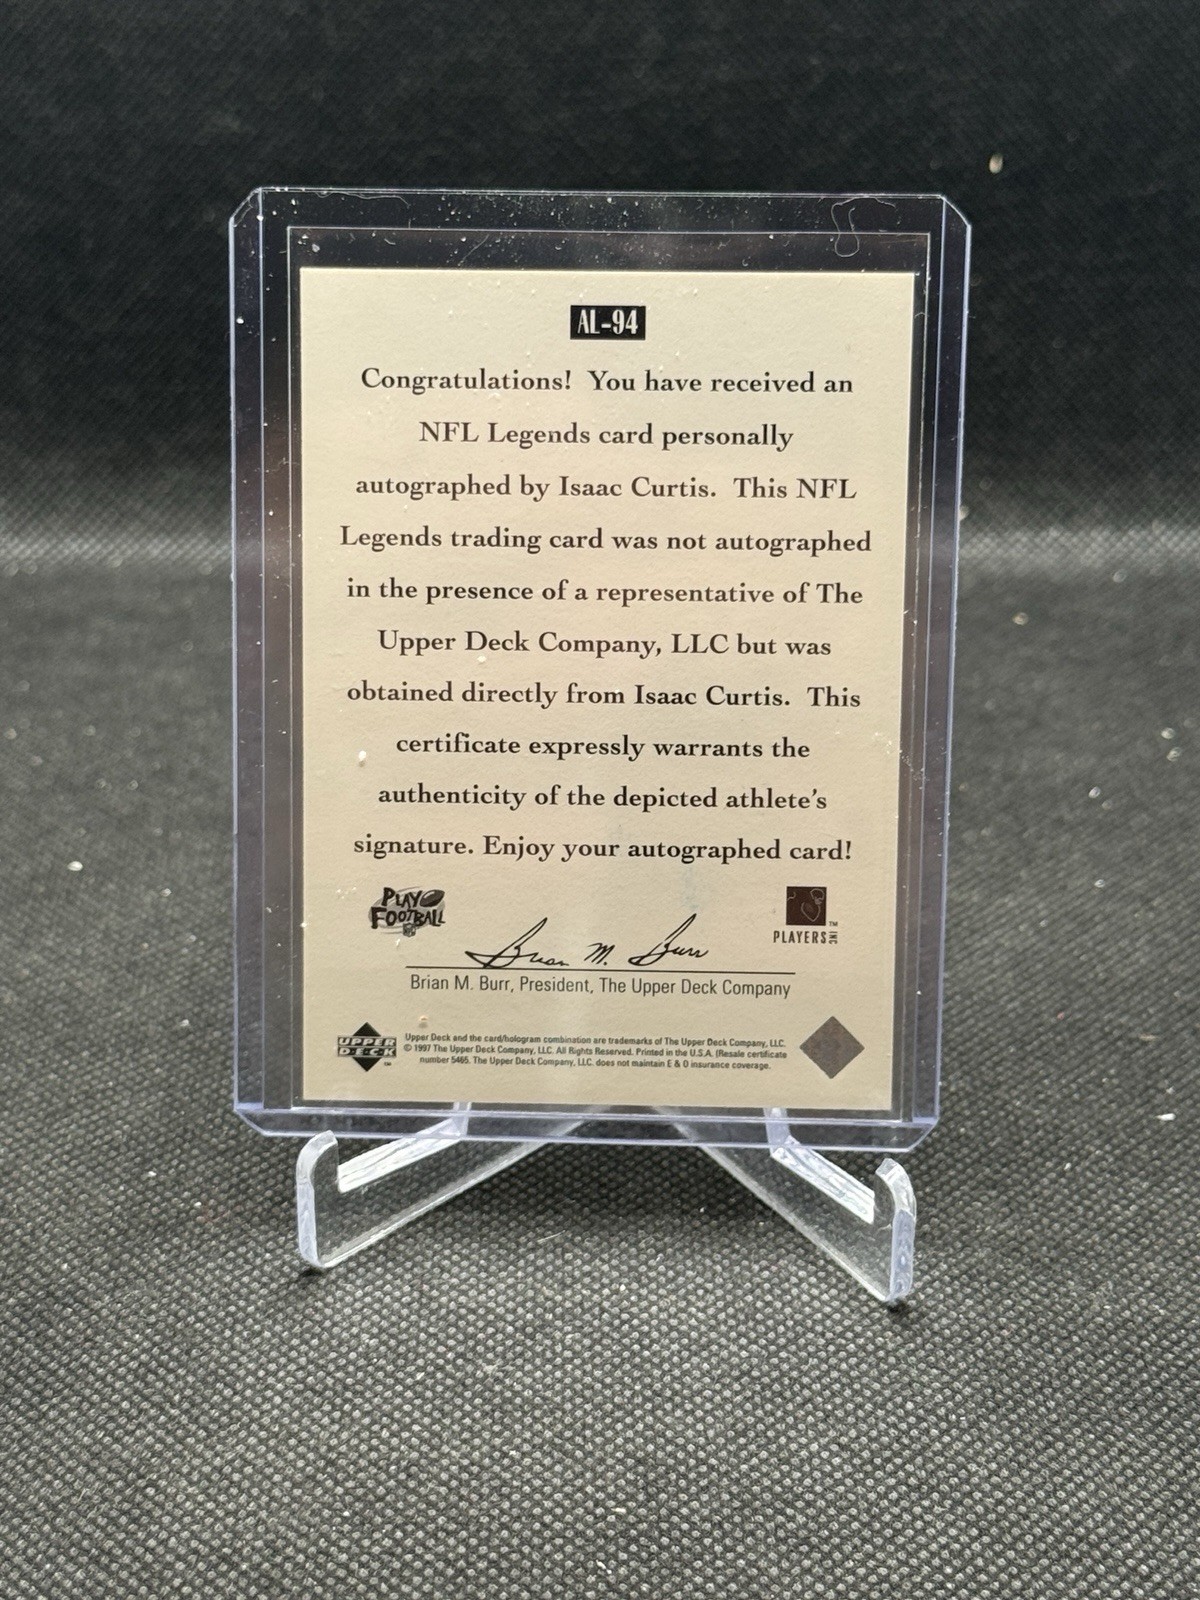 AL-94
Congratulations! You have received an
NFL Legends card personally
autographed by Isaac Curtis. This NFL
Legends trading card was not autographed
in the presence of a representative of The
Upper Deck Company, LLC but was
obtained directly from Isaac Curtis. This
certificate expressly warrants the
authenticity of the depicted athlete's
signature. Enjoy your autographed card!
PLAY
FOOTBALL
PLAYERS INC
Brian M. Burr
Brian M. Burr, President, The Upper Deck Company
UPPER
DECK
Upper Deck and the card/hologram combination are trademarks of The Upper Deck Company, LLC.
© 1997 The Upper Deck Company, LLC. All Rights Reserved. Printed in the U.S.A. (Resale certificate
number 5465. The Upper Deck Company, LLC. does not maintain E & O insurance coverage.